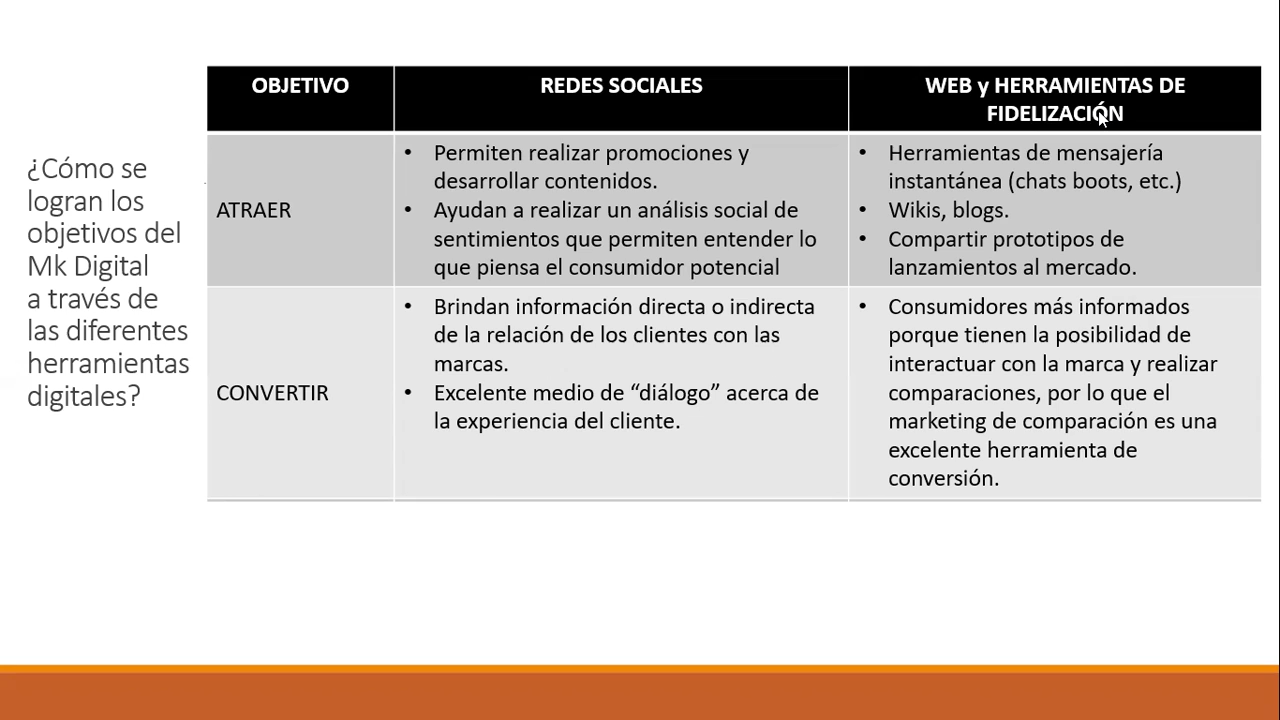 ¿Cómo se
logran los
objetivos del
Mk Digital
a través de
las diferentes
herramientas
digitales?
OBJETIVO
REDES SOCIALES
WEB y HERRAMIENTAS DE
FIDELIZACIÓN
ATRAER
• Permiten realizar promociones y
desarrollar contenidos.
• Ayudan a realizar un análisis social de
sentimientos que permiten entender lo
que piensa el consumidor potencial
• Herramientas de mensajería
instantánea (chats boots, etc.)
• Wikis, blogs.
• Compartir prototipos de
lanzamientos al mercado.
CONVERTIR
• Brindan información directa o indirecta
de la relación de los clientes con las
marcas.
• Excelente medio de “diálogo” acerca de
la experiencia del cliente.
• Consumidores más informados
porque tienen la posibilidad de
interactuar con la marca y realizar
comparaciones, por lo que el
marketing de comparación es una
excelente herramienta de
conversión.